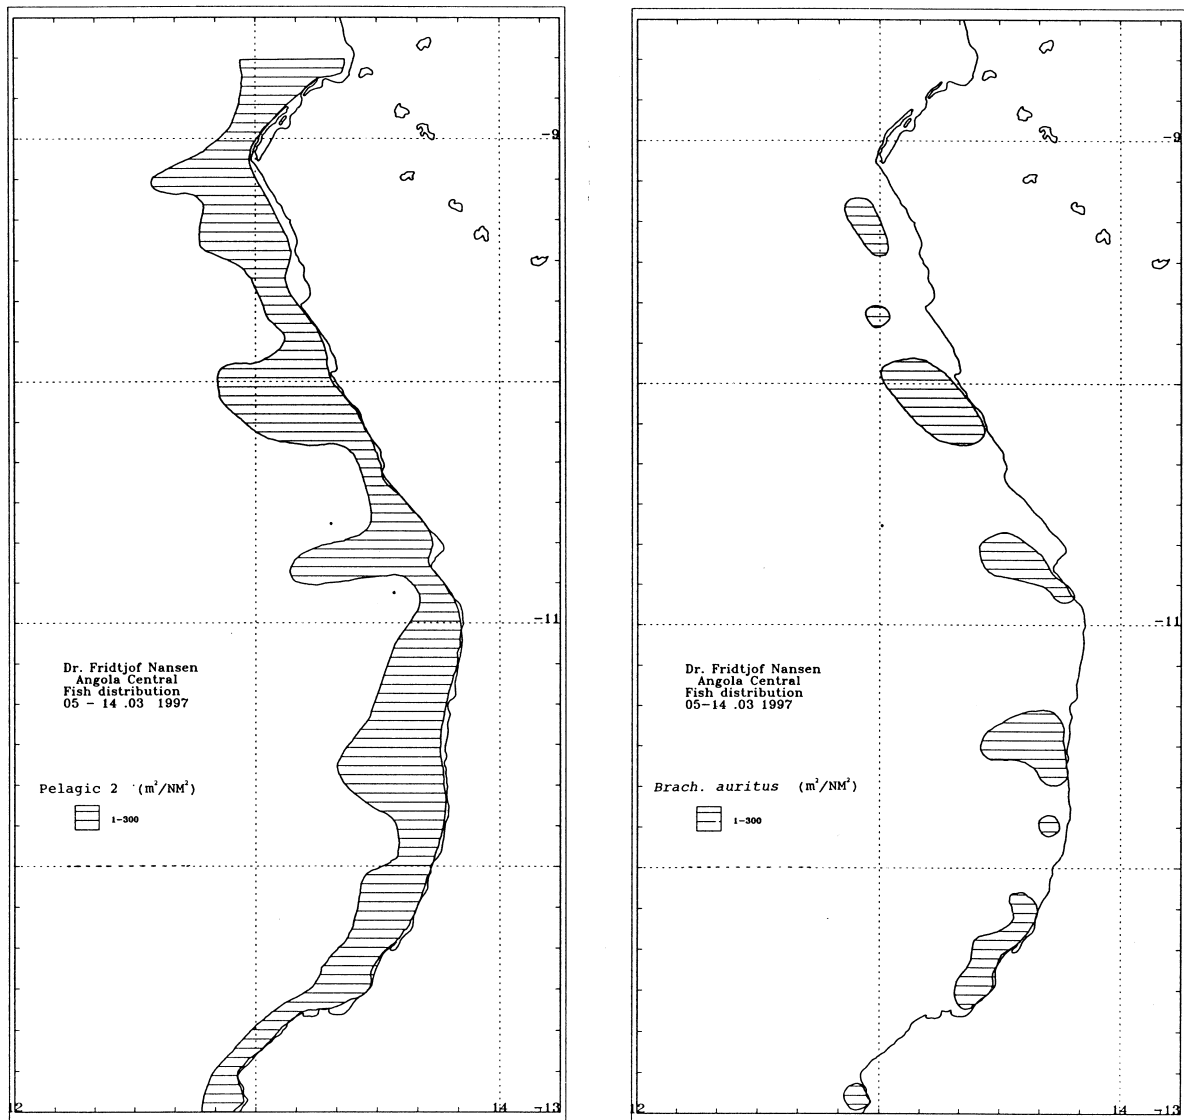 -9
-11
Dr. Fridtjof Nansen
Angola Central
Fish distribution
05 - 14 .03 1997
Pelagic 2 (m²/NM²)
1-300
12
14
-13
-9
-11
Dr. Fridtjof Nansen
Angola Central
Fish distribution
05-14 .03 1997
Brach. auritus (m²/NM²)
1-300
12
14
-13